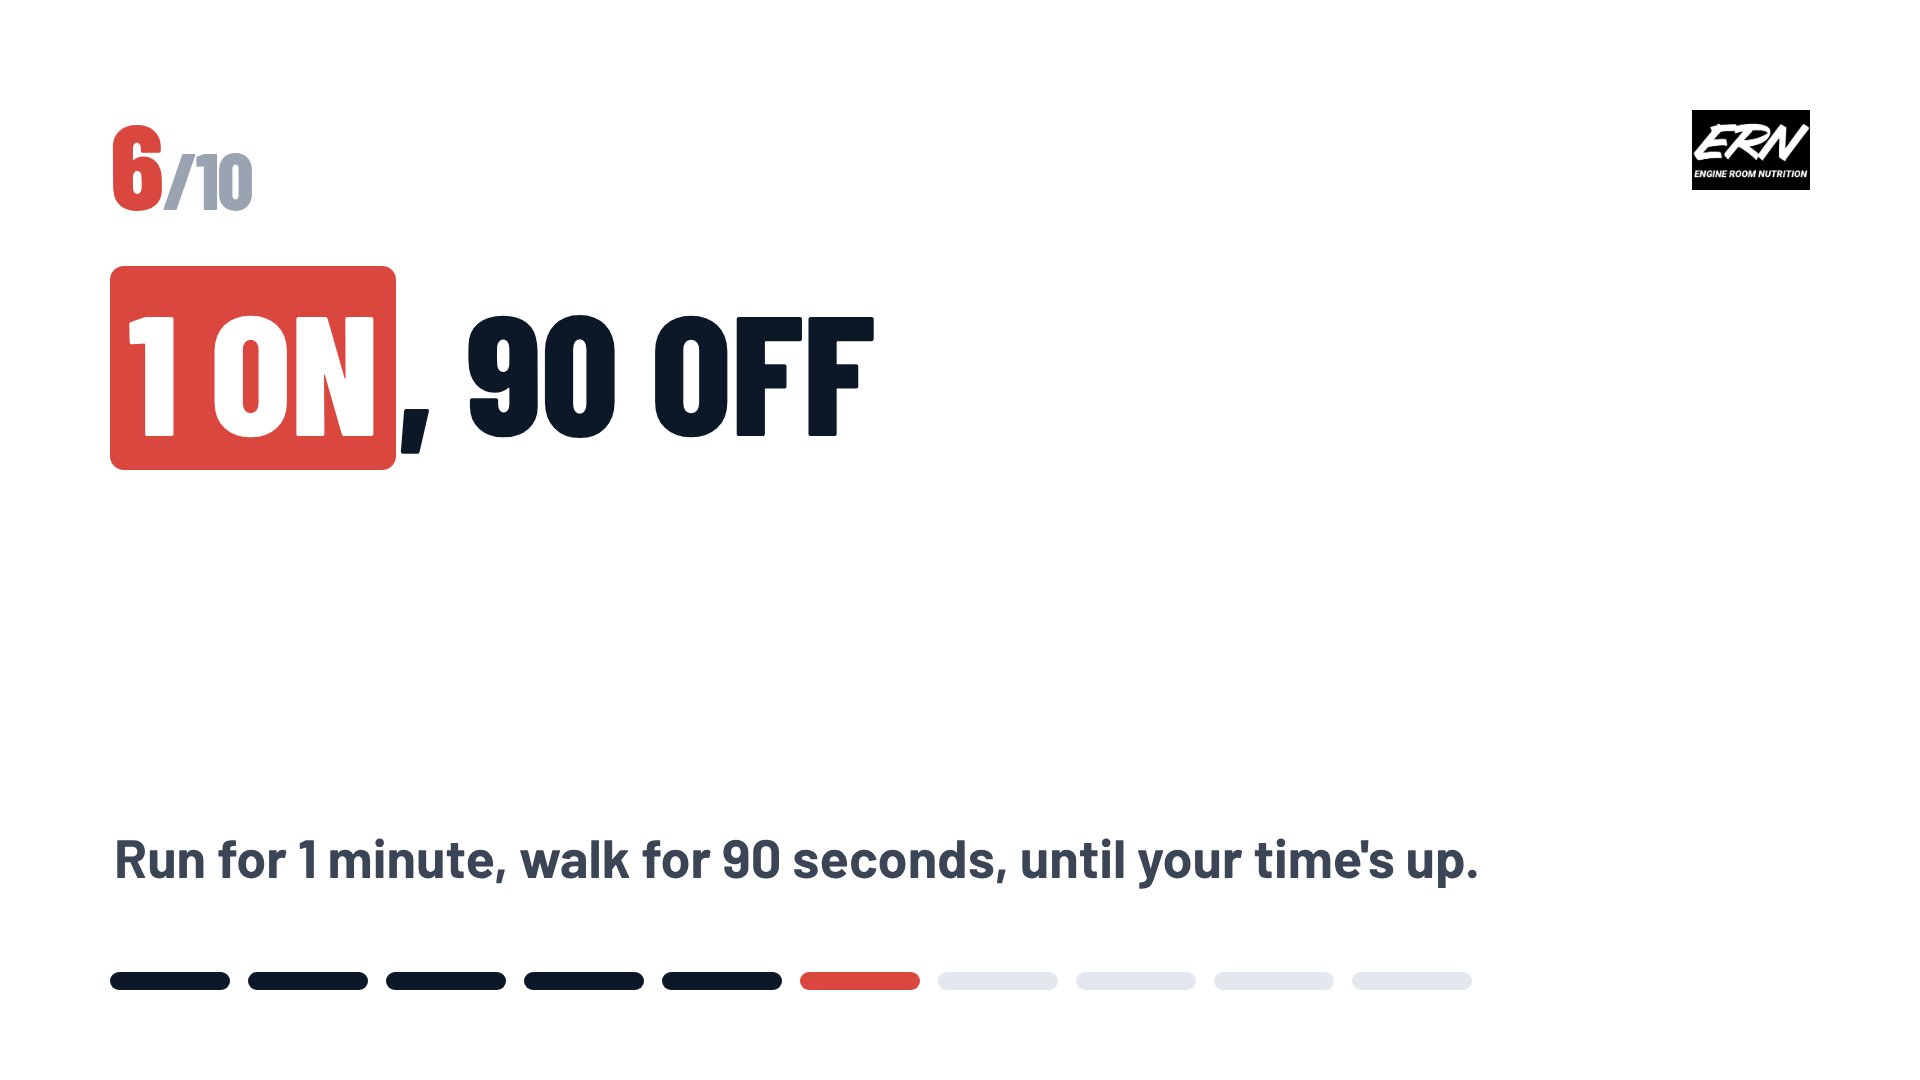 6/10
ERN
ENGINE ROOM NUTRITION
1 ON, 90 OFF
Run for 1 minute, walk for 90 seconds, until your time's up.